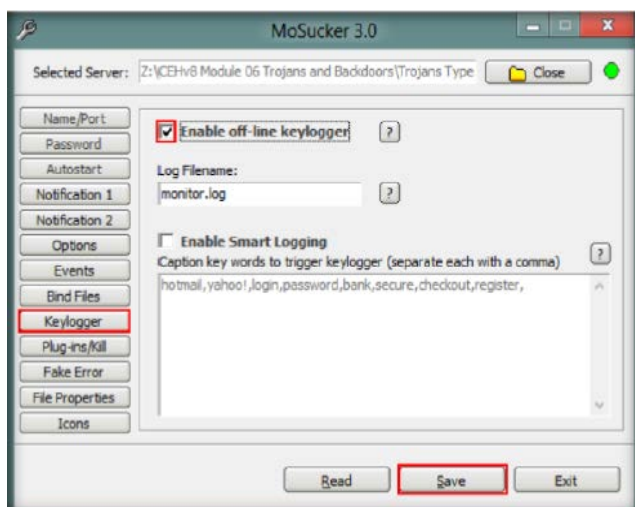 MoSucker 3.0
Selected Server: Z:\CEHv8 Module 06 Trojans and Backdoors\Trojans Type Close
Name/Port
Password
Autostart
Notification 1
Notification 2
Options
Events
Bind Files
Keylogger
Plug-ins/Kill
Fake Error
File Properties
Icons
Enable off-line keylogger ?
Log Filename:
monitor.log ?
Enable Smart Logging
Caption key words to trigger keylogger (separate each with a comma) ?
hotmail,yahoo!,login,password,bank,secure,checkout,register,
Read Save Exit